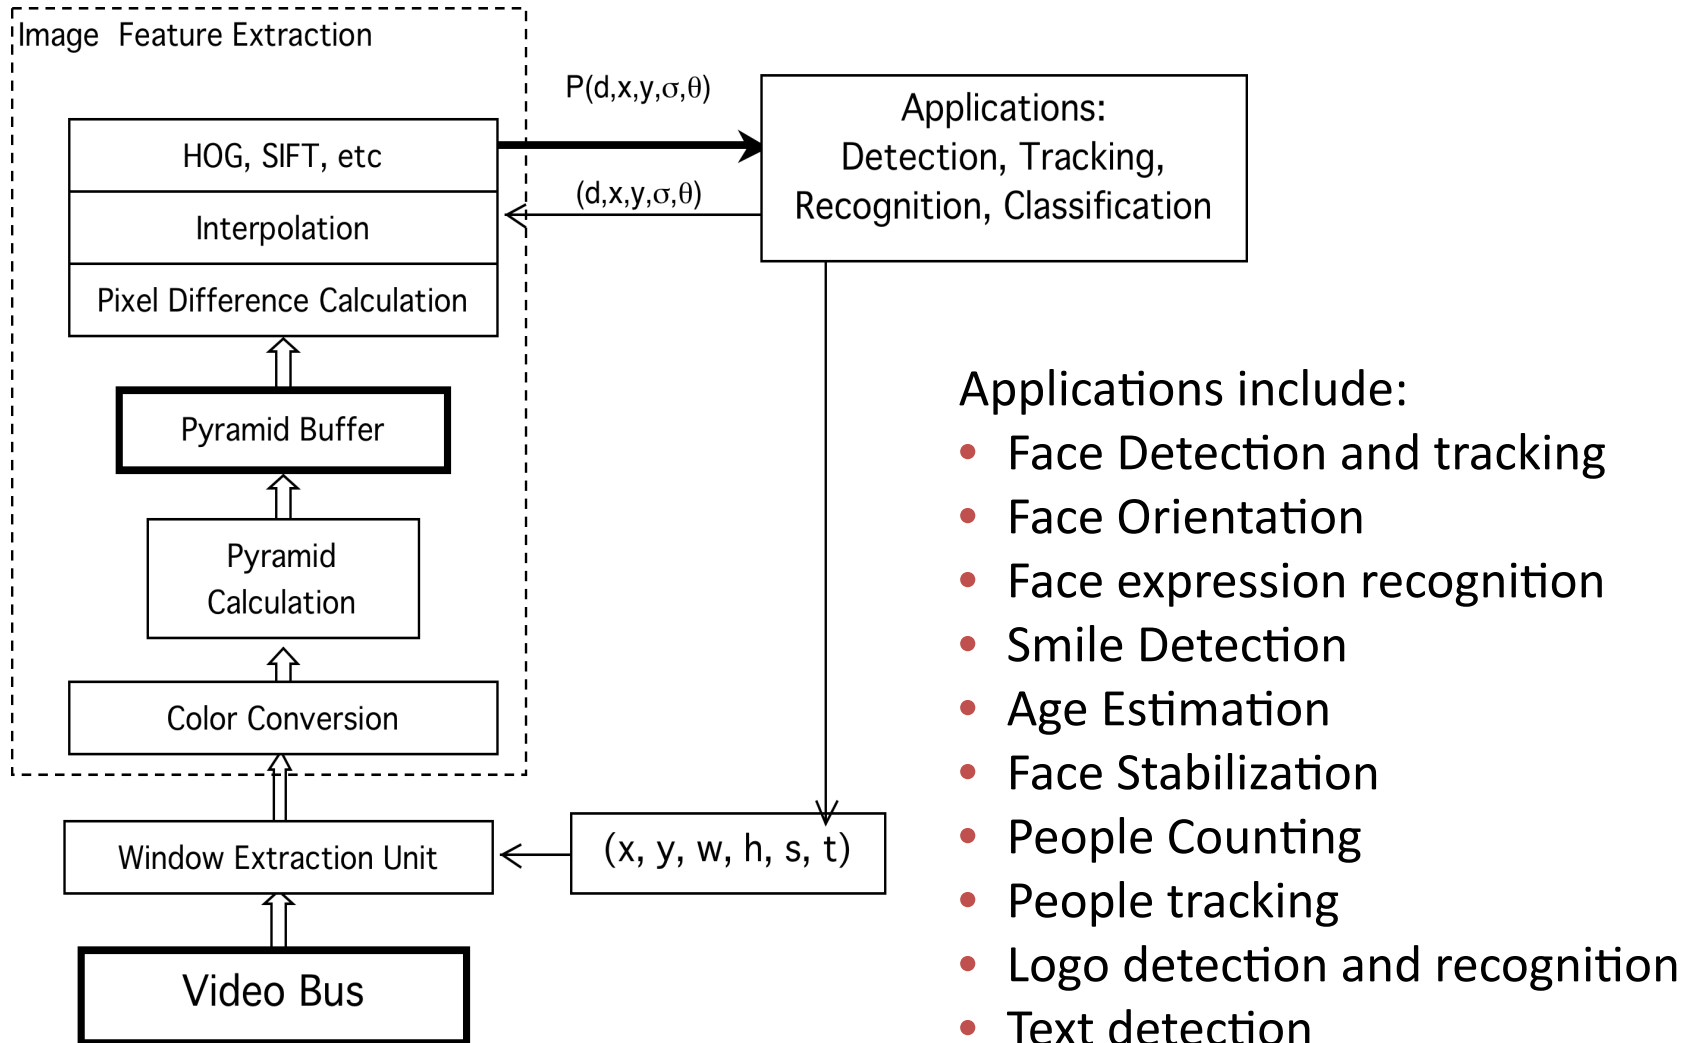 Image  Feature Extraction
P(d,x,y,σ,θ)
HOG, SIFT, etc
(d,x,y,σ,θ)
Interpolation
Pixel Difference Calculation
Applications:
Detection, Tracking,
Recognition, Classification
Pyramid Buffer
Pyramid
Calculation
Color Conversion
Window Extraction Unit
(x, y, w, h, s, t)
Video Bus
Applications include:
• Face Detection and tracking
• Face Orientation
• Face expression recognition
• Smile Detection
• Age Estimation
• Face Stabilization
• People Counting
• People tracking
• Logo detection and recognition
• Text detection